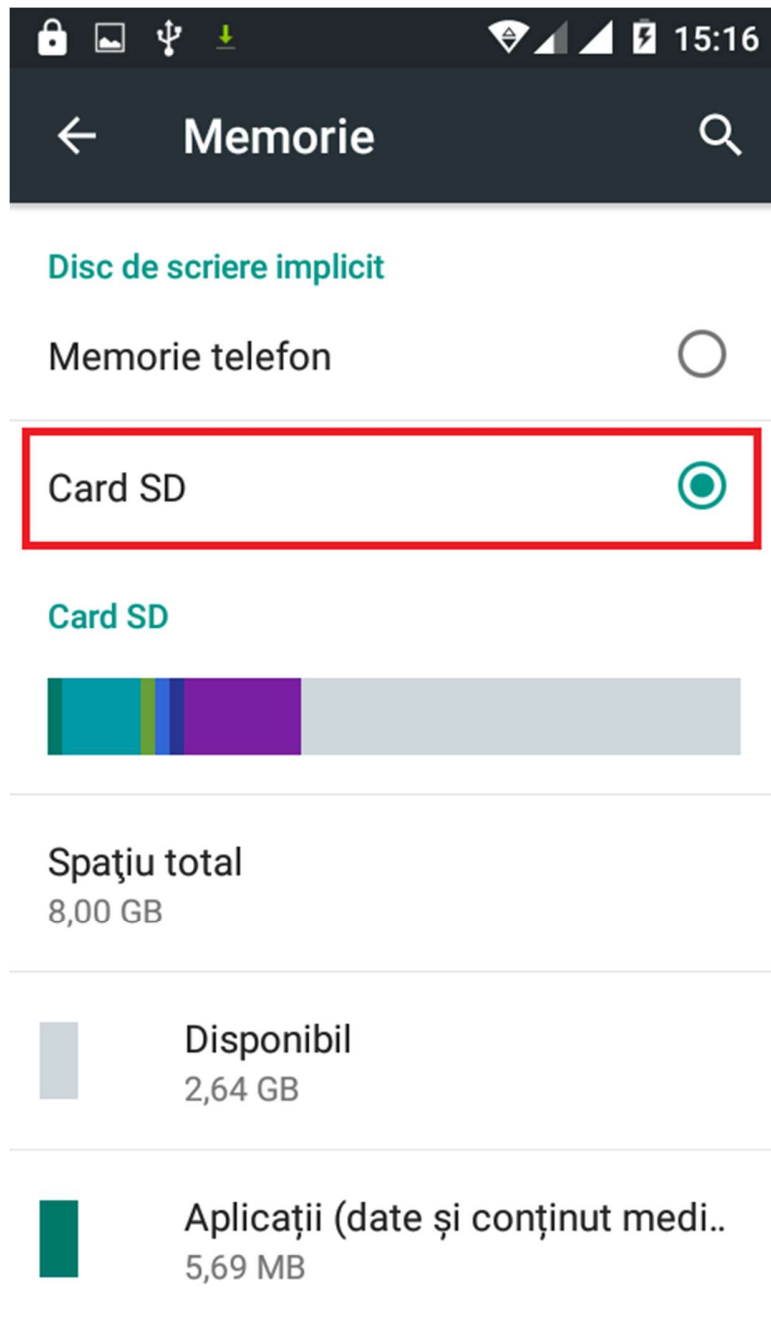 15:16
Memorie
Disc de scriere implicit
Memorie telefon
Card SD
Card SD
Spaţiu total
8,00 GB
Disponibil
2,64 GB
Aplicații (date și conținut medi..
5,69 MB